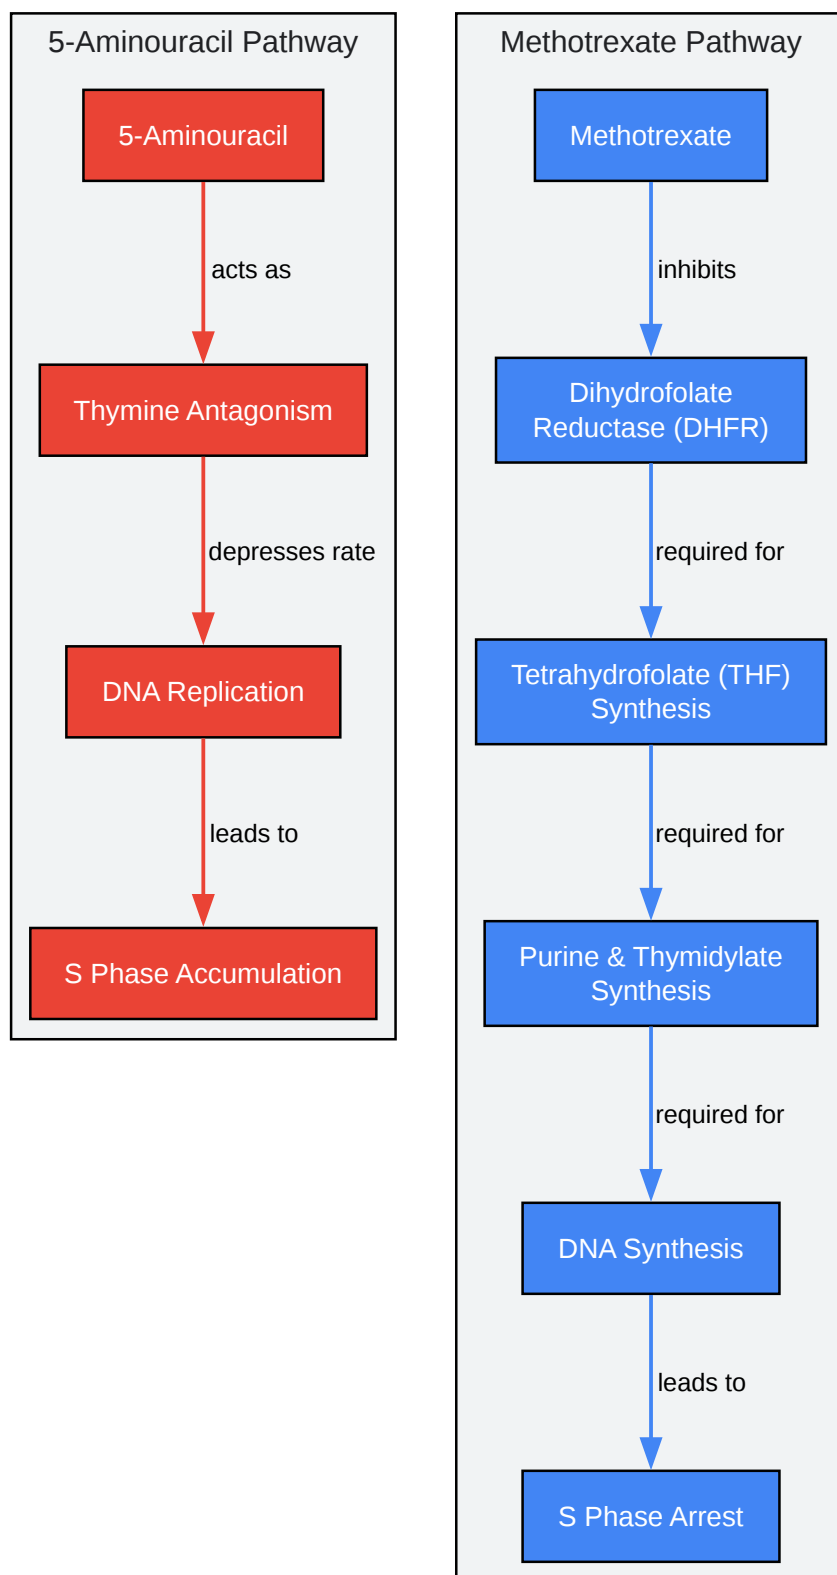 5-Aminouracil Pathway
5-Aminouracil
acts as
Thymine Antagonism
depresses rate
DNA Replication
leads to
S Phase Accumulation
Methotrexate Pathway
Methotrexate
inhibits
Dihydrofolate
Reductase (DHFR)
required for
Tetrahydrofolate (THF)
Synthesis
required for
Purine & Thymidylate
Synthesis
required for
DNA Synthesis
leads to
S Phase Arrest